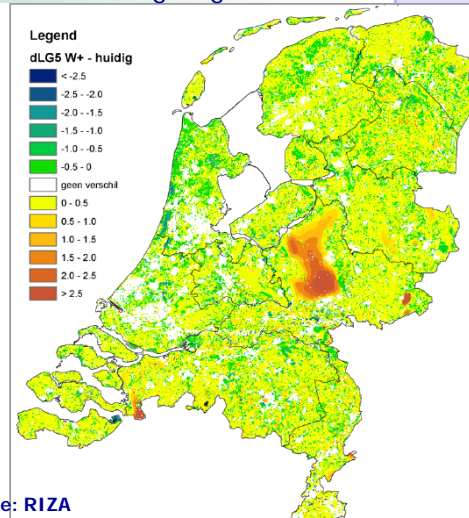 Legend
dLG5 W+ - huidig
< -2.5
-2.5 - -2.0
-2.0 - -1.5
-1.5 - -1.0
-1.0 - -0.5
-0.5 - 0
geen verschil
0 - 0.5
0.5 - 1.0
1.0 - 1.5
1.5 - 2.0
2.0 - 2.5
> 2.5
e: RIZA